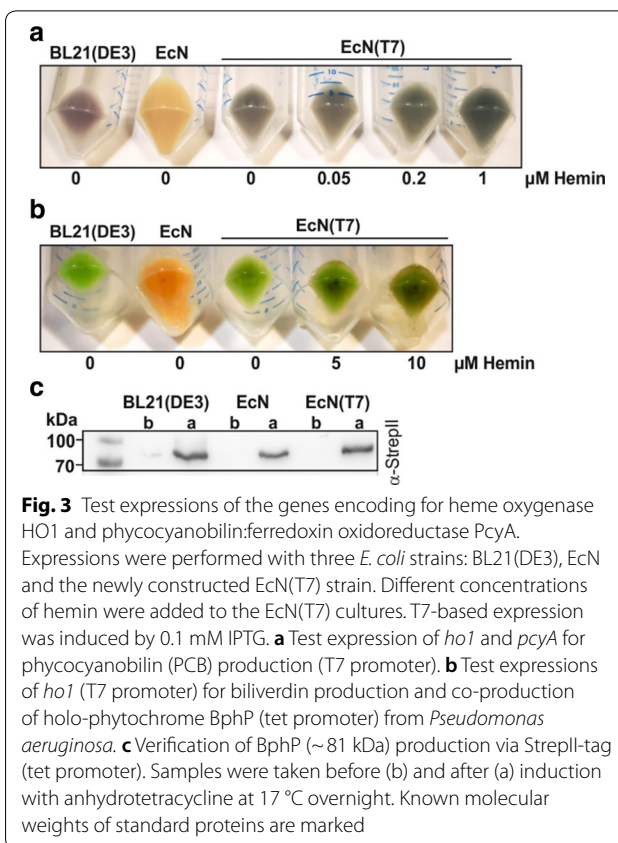 a
BL21(DE3) EcN EcN(T7)
0 0 0 0.05 0.2 1 µM Hemin
b
BL21(DE3) EcN EcN(T7)
0 0 0 5 10 µM Hemin
c
BL21(DE3) EcN EcN(T7)
kDa b a b a b a
100-
70-
α-StrepII
Fig. 3 Test expressions of the genes encoding for heme oxygenase
HO1 and phycocyanobilin:ferredoxin oxidoreductase PcyA.
Expressions were performed with three E. coli strains: BL21(DE3), EcN
and the newly constructed EcN(T7) strain. Different concentrations
of hemin were added to the EcN(T7) cultures. T7-based expression
was induced by 0.1 mM IPTG. a Test expression of ho1 and pcyA for
phycocyanobilin (PCB) production (T7 promoter). b Test expressions
of ho1 (T7 promoter) for biliverdin production and co-production
of holo-phytochrome BphP (tet promoter) from Pseudomonas
aeruginosa. c Verification of BphP (~ 81 kDa) production via StrepII-tag
(tet promoter). Samples were taken before (b) and after (a) induction
with anhydrotetracycline at 17 °C overnight. Known molecular
weights of standard proteins are marked